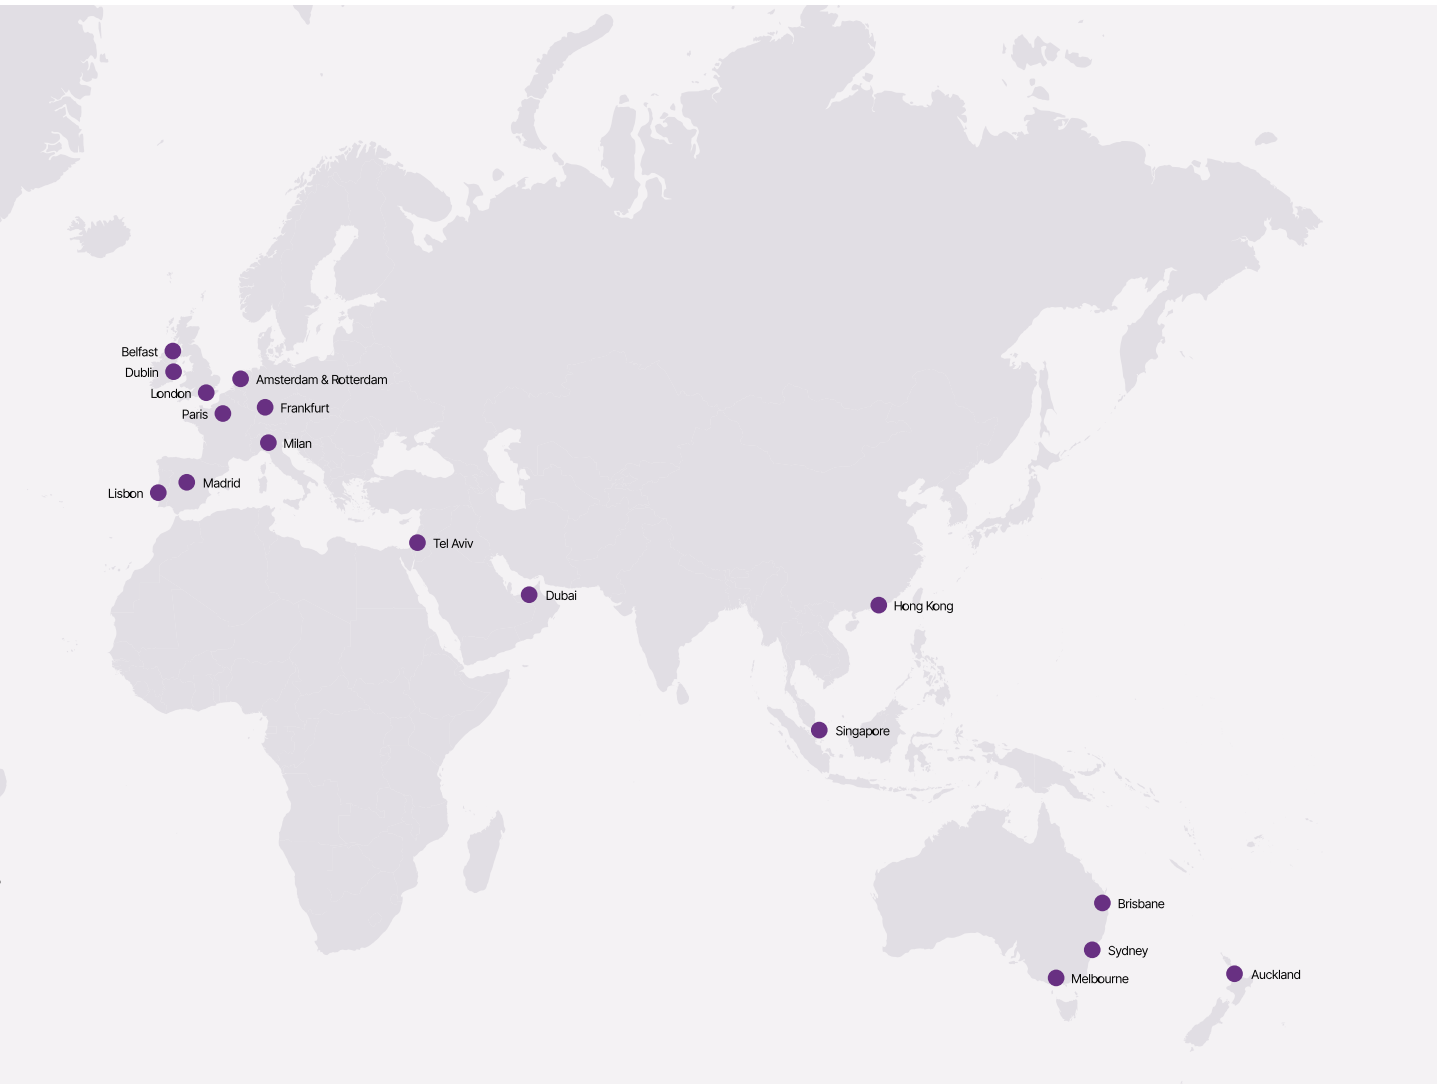 Belfast
Dublin
Amsterdam & Rotterdam
London
Frankfurt
Paris
Milan
Madrid
Lisbon
Tel Aviv
Dubai
Hong Kong
Singapore
Brisbane
Sydney
Auckland
Melbourne